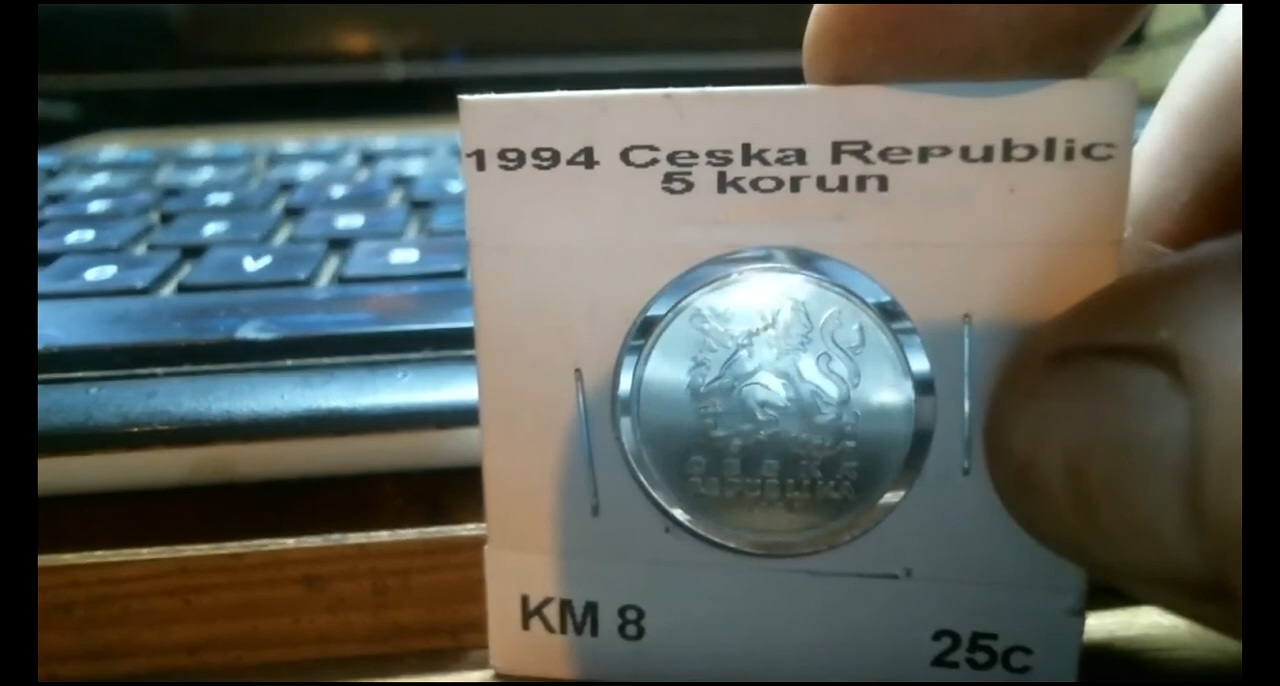 1994 Ceska Republic
5 korun
ČESKÁ
REPUBLIKA
KM 8
25c